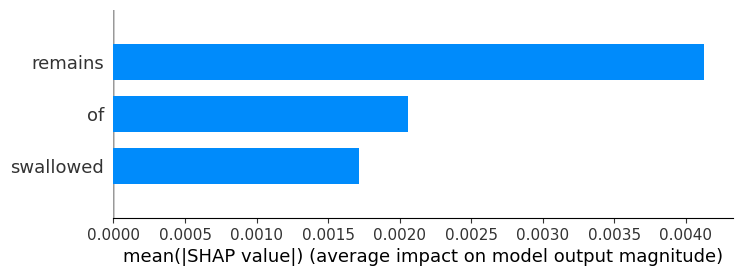 remains
of
swallowed
0.0000 0.0005 0.0010 0.0015 0.0020 0.0025 0.0030 0.0035 0.0040
mean(|SHAP value|) (average impact on model output magnitude)